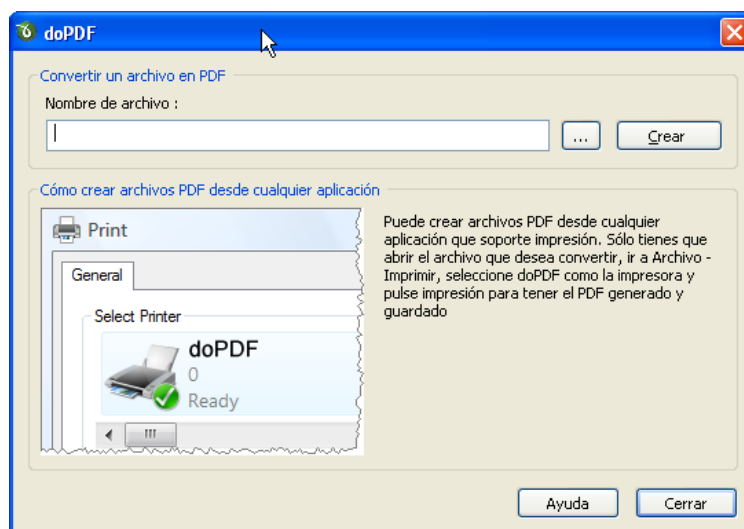 doPDF
Convertir un archivo en PDF
Nombre de archivo :
...
Crear
Cómo crear archivos PDF desde cualquier aplicación
Print
General
Select Printer
doPDF
0
Ready
Puede crear archivos PDF desde cualquier
aplicación que soporte impresión. Sólo tienes que
abrir el archivo que desea convertir, ir a Archivo -
Imprimir, seleccione doPDF como la impresora y
pulse impresión para tener el PDF generado y
guardado
Ayuda
Cerrar